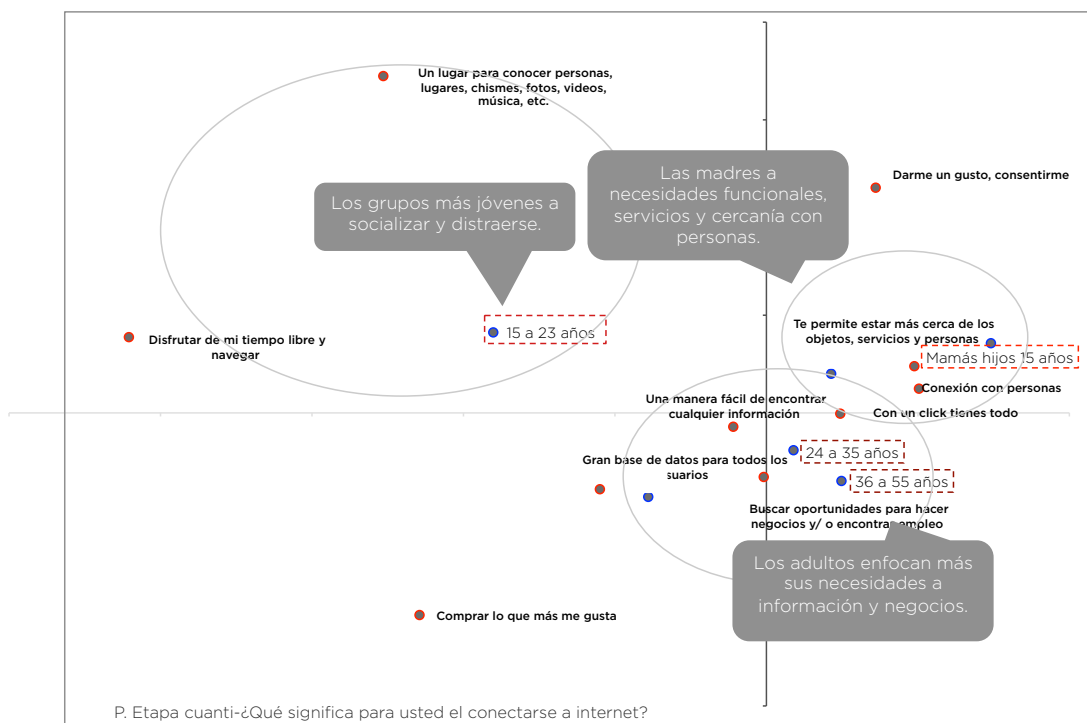 Un lugar para conocer personas,
lugares, chismes, fotos, videos,
música, etc.
Darme un gusto, consentirme
Las madres a
necesidades funcionales,
servicios y cercanía con
personas.
Los grupos más jóvenes a
socializar y distraerse.
15 a 23 años
Disfrutar de mi tiempo libre y
navegar
Te permite estar más cerca de los
objetos, servicios y personas
Mamás hijos 15 años
Conexión con personas
Una manera fácil de encontrar
cualquier información
Con un click tienes todo
24 a 35 años
Gran base de datos para todos los
suarios
36 a 55 años
Buscar oportunidades para hacer
negocios y/ o encontrar empleo
Los adultos enfocan más
sus necesidades a
información y negocios.
Comprar lo que más me gusta
P. Etapa cuanti-¿Qué significa para usted el conectarse a internet?